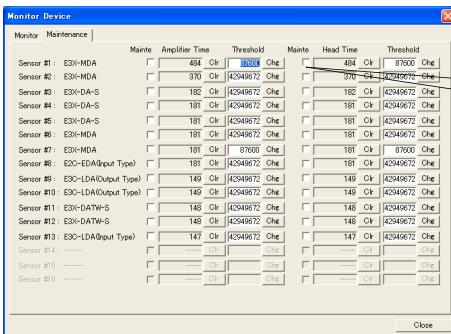 Monitor Device
Monitor Maintenance
Mainte Amplifier Time Threshold Mainte Head Time Threshold
Sensor #1 : E3X-MDA 484 Clr 87600 Chg 484 Clr 87600 Chg
Sensor #2 : E3X-MDA 370 Clr 42949672 Chg 370 Clr 42949672 Chg
Sensor #3 : E3X-DA-S 182 Clr 42949672 Chg 182 Clr 42949672 Chg
Sensor #4 : E3X-DA-S 181 Clr 42949672 Chg 181 Clr 42949672 Chg
Sensor #5 : E3X-DA-S 181 Clr 42949672 Chg 181 Clr 42949672 Chg
Sensor #6 : E3X-MDA 181 Clr 42949672 Chg 181 Clr 42949672 Chg
Sensor #7 : E3X-MDA 181 Clr 87600 Chg 181 Clr 87600 Chg
Sensor #8 : E2C-EDA(Input Type) 181 Clr 42949672 Chg 181 Clr 42949672 Chg
Sensor #9 : E3C-LDA(Output Type) 149 Clr 42949672 Chg 149 Clr 42949672 Chg
Sensor #10 : E3C-LDA(Output Type) 149 Clr 42949672 Chg 149 Clr 42949672 Chg
Sensor #11 : E3X-DATW-S 148 Clr 42949672 Chg 148 Clr 42949672 Chg
Sensor #12 : E3X-DATW-S 148 Clr 42949672 Chg 148 Clr 42949672 Chg
Sensor #13 : E3C-LDA(Input Type) 147 Clr 42949672 Chg 147 Clr 42949672 Chg
Sensor #14 : ------ ------ Clr Chg ------ Clr Chg
Sensor #15 : ------ ------ Clr Chg ------ Clr Chg
Sensor #16 : ------ ------ Clr Chg ------ Clr Chg
Close